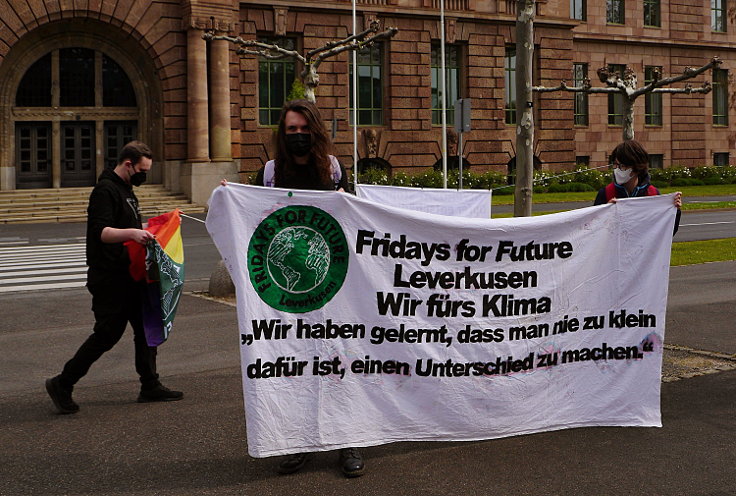 FRIDAYS FOR FUTURE
Leverkusen
Fridays for Future
Leverkusen
Wir fürs Klima
„Wir haben gelernt, dass man nie zu klein
dafür ist, einen Unterschied zu machen.“